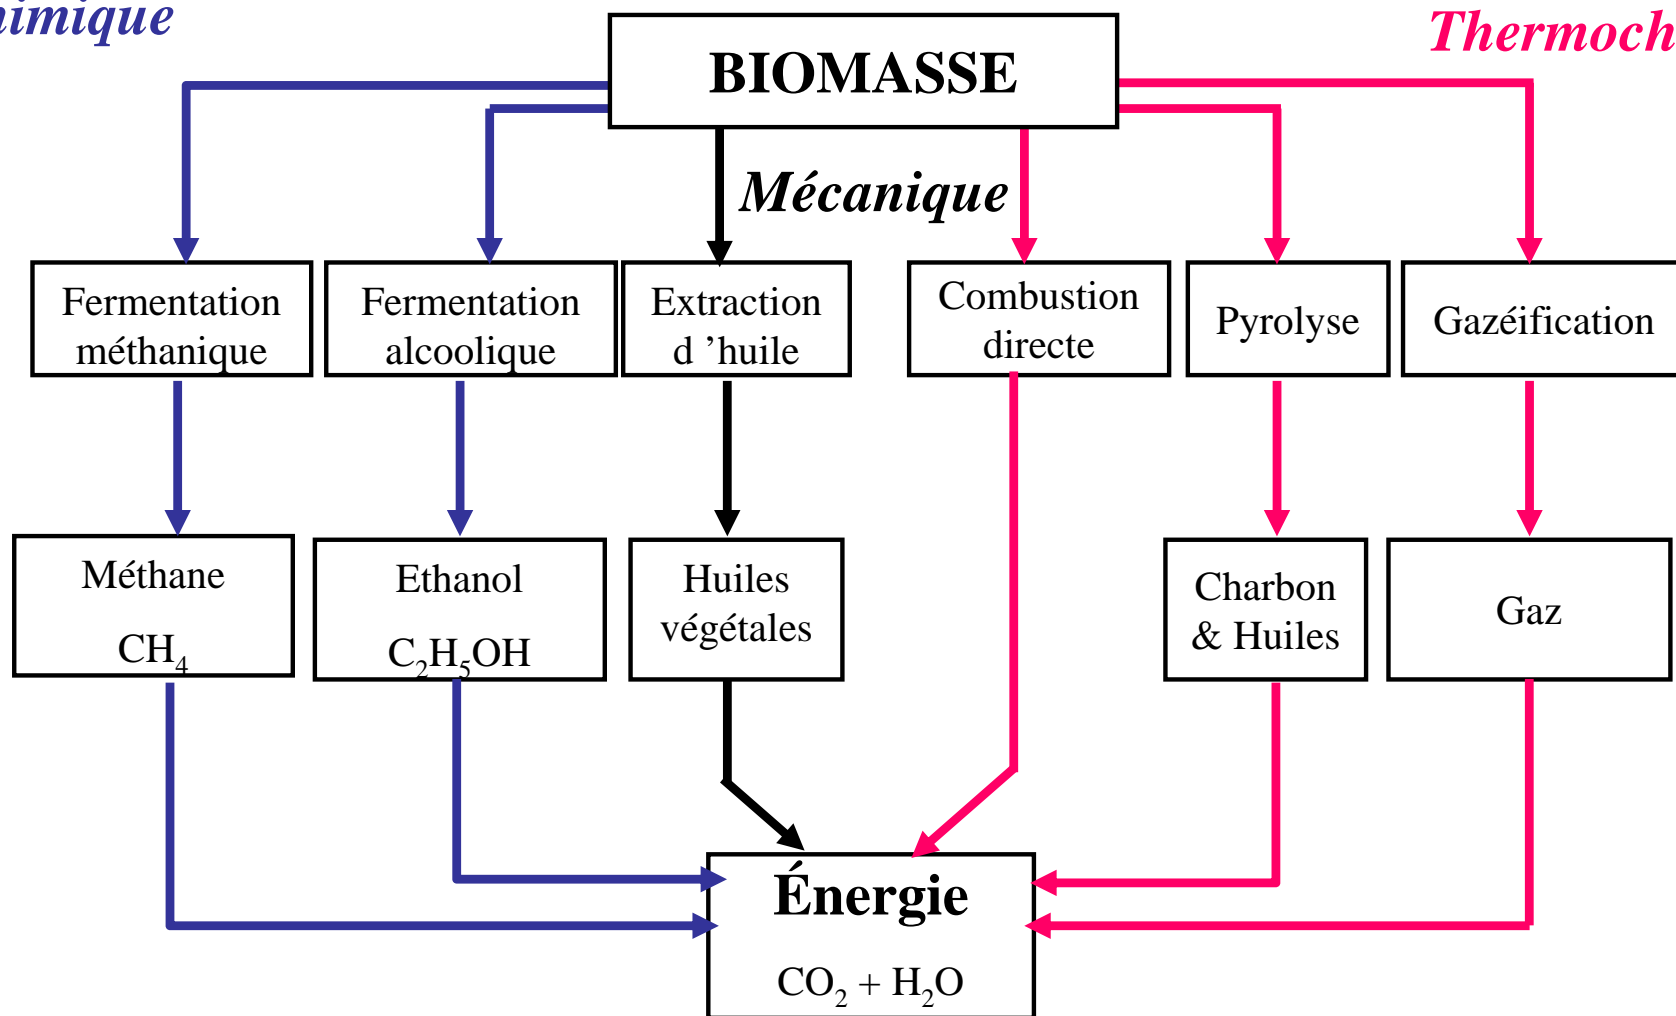 himique
Thermoch
BIOMASSE
Mécanique
Fermentation
méthanique
Fermentation
alcoolique
Extraction
d ’huile
Combustion
directe
Pyrolyse
Gazéification
Méthane
CH₄
Ethanol
C₂H₅OH
Huiles
végétales
Charbon
& Huiles
Gaz
Énergie
CO₂ + H₂O